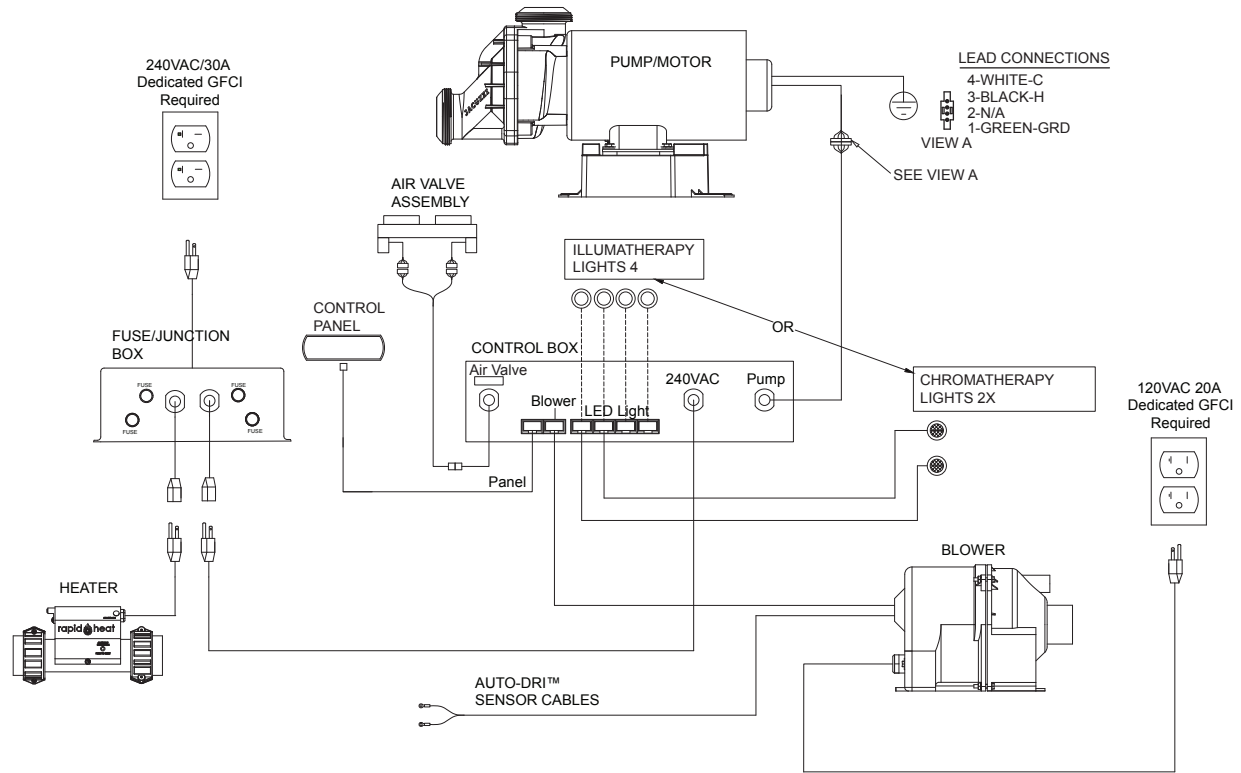 240VAC/30A
Dedicated GFCI
Required
PUMP/MOTOR
JACUZZI
LEAD CONNECTIONS
4-WHITE-C
3-BLACK-H
2-N/A
1-GREEN-GRD
VIEW A
SEE VIEW A
AIR VALVE
ASSEMBLY
ILLUMATHERAPY
LIGHTS 4
OR
CONTROL
PANEL
FUSE/JUNCTION
BOX
FUSE
FUSE
FUSE
FUSE
CONTROL BOX
Air Valve
Blower
LED Light
240VAC
Pump
Panel
CHROMATHERAPY
LIGHTS 2X
120VAC 20A
Dedicated GFCI
Required
HEATER
rapid heat
BLOWER
AUTO-DRI™
SENSOR CABLES